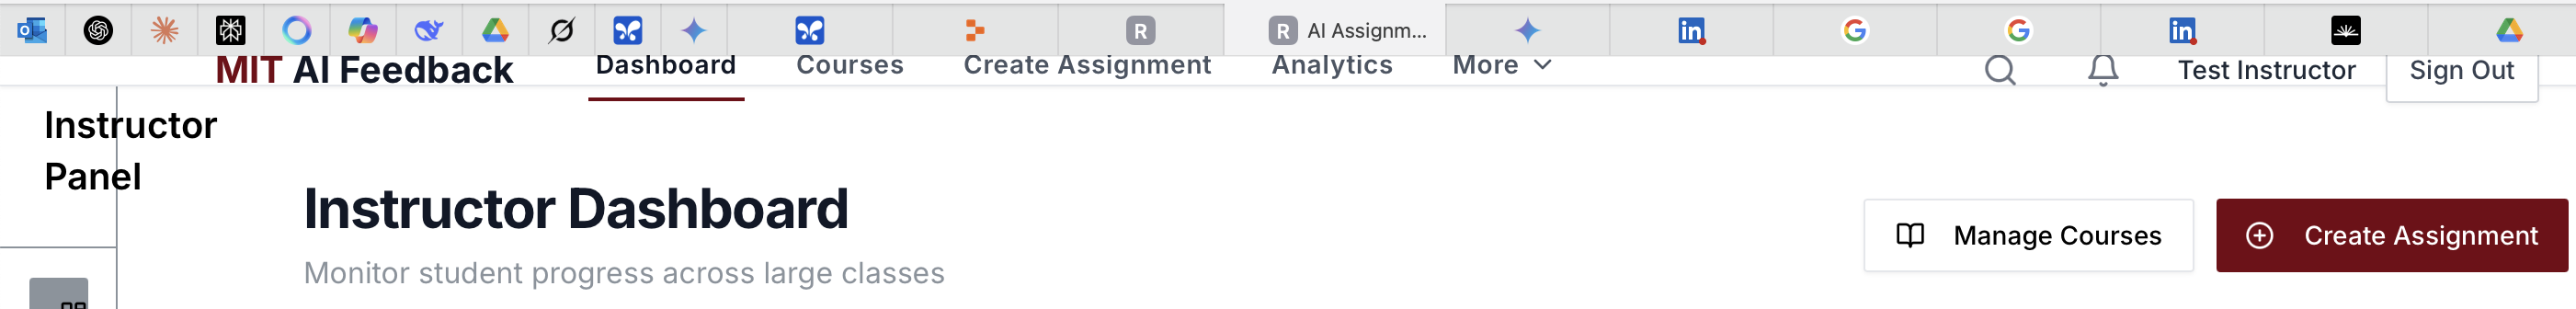 R
R AI Assignm...
MIT AI Feedback Dashboard Courses Create Assignment Analytics More Test Instructor Sign Out
Instructor
Panel
Instructor Dashboard
Monitor student progress across large classes
Manage Courses
Create Assignment